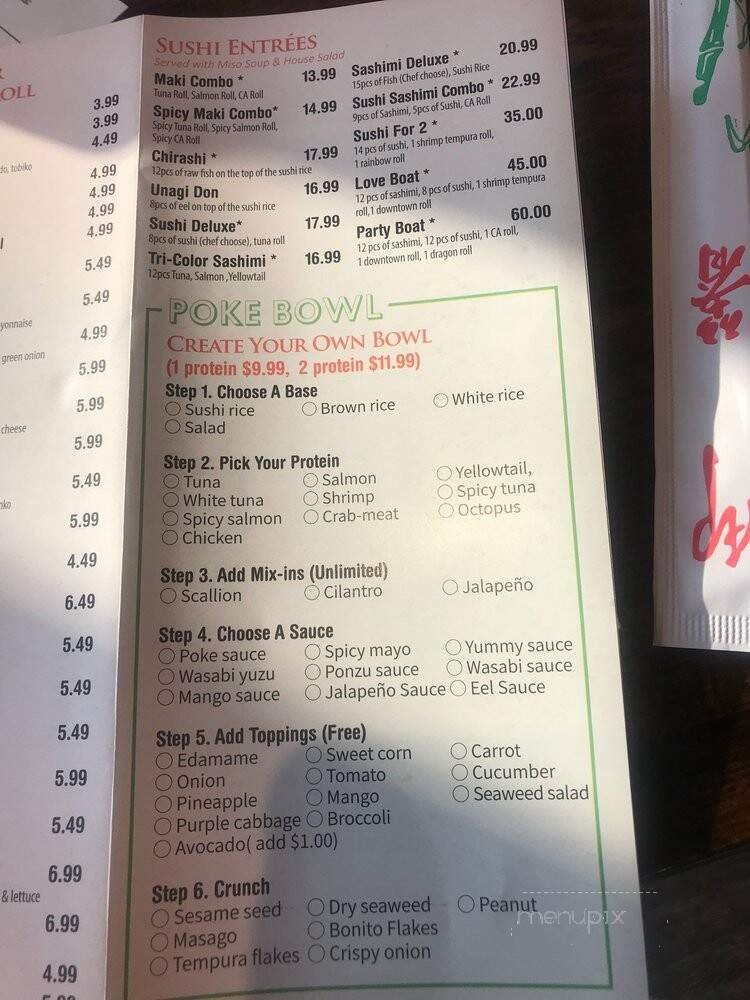 R
OLL
3.99
3.99
4.49
do, tobiko
4.99
4.99
4.99
4.99
5.49
5.49
yonnaise
4.99
green onion
5.99
5.99
cheese
5.99
5.49
5.99
4.49
6.49
5.49
5.49
5.49
5.99
5.49
6.99
& lettuce
6.99
4.99
SUSHI ENTRÉES
Served with Miso Soup & House Salad
Maki Combo * 13.99
Tuna Roll, Salmon Roll, CA Roll
Spicy Maki Combo* 14.99
Spicy Tuna Roll, Spicy Salmon Roll,
Spicy CA Roll
Chirashi * 17.99
12pcs of raw fish on the top of the sushi rice
Unagi Don 16.99
8pcs of eel on top of the sushi rice
Sushi Deluxe* 17.99
8pcs of sushi (chef choose), tuna roll
Tri-Color Sashimi * 16.99
12pcs Tuna, Salmon ,Yellowtail
Sashimi Deluxe * 20.99
15pcs of Fish (Chef choose), Sushi Rice
Sushi Sashimi Combo * 22.99
9pcs of Sashimi, 5pcs of Sushi, CA Roll
Sushi For 2 * 35.00
14 pcs of sushi, 1 shrimp tempura roll,
1 rainbow roll
Love Boat * 45.00
12 pcs of sashimi, 8 pcs of sushi, 1 shrimp tempura
roll,1 downtown roll
Party Boat * 60.00
12 pcs of sashimi, 12 pcs of sushi, 1 CA roll,
1 downtown roll, 1 dragon roll
POKE BOWL
CREATE YOUR OWN BOWL
(1 protein $9.99, 2 protein $11.99)
Step 1. Choose A Base
Sushi rice Brown rice White rice
Salad
Step 2. Pick Your Protein
Tuna Salmon Yellowtail,
White tuna Shrimp Spicy tuna
Spicy salmon Crab-meat Octopus
Chicken
Step 3. Add Mix-ins (Unlimited)
Scallion Cilantro Jalapeño
Step 4. Choose A Sauce
Poke sauce Spicy mayo Yummy sauce
Wasabi yuzu Ponzu sauce Wasabi sauce
Mango sauce Jalapeño Sauce Eel Sauce
Step 5. Add Toppings (Free)
Edamame Sweet corn Carrot
Onion Tomato Cucumber
Pineapple Mango Seaweed salad
Purple cabbage Broccoli
Avocado( add $1.00)
Step 6. Crunch
Sesame seed Dry seaweed Peanut
Masago Bonito Flakes
Tempura flakes Crispy onion
menupix